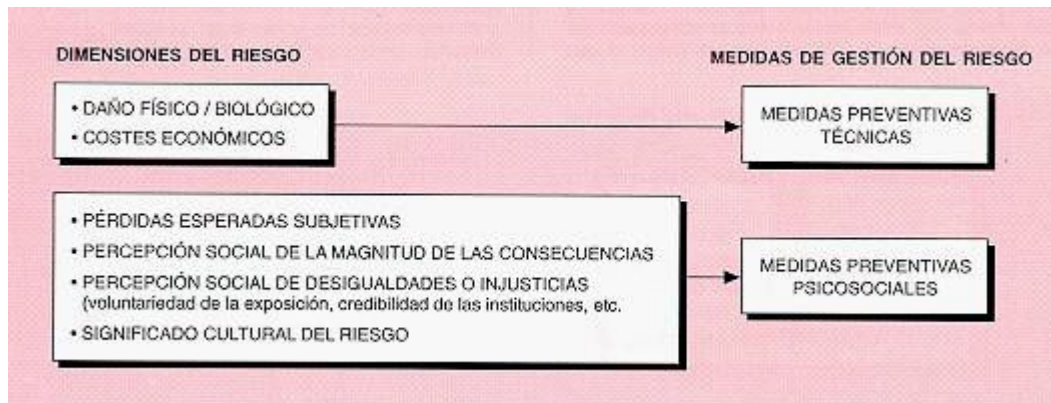 DIMENSIONES DEL RIESGO
• DAÑO FÍSICO / BIOLÓGICO
• COSTES ECONÓMICOS
MEDIDAS DE GESTIÓN DEL RIESGO
MEDIDAS PREVENTIVAS
TÉCNICAS
• PÉRDIDAS ESPERADAS SUBJETIVAS
• PERCEPCIÓN SOCIAL DE LA MAGNITUD DE LAS CONSECUENCIAS
• PERCEPCIÓN SOCIAL DE DESIGUALDADES O INJUSTICIAS
(voluntariedad de la exposición, credibilidad de las instituciones, etc.
• SIGNIFICADO CULTURAL DEL RIESGO
MEDIDAS PREVENTIVAS
PSICOSOCIALES